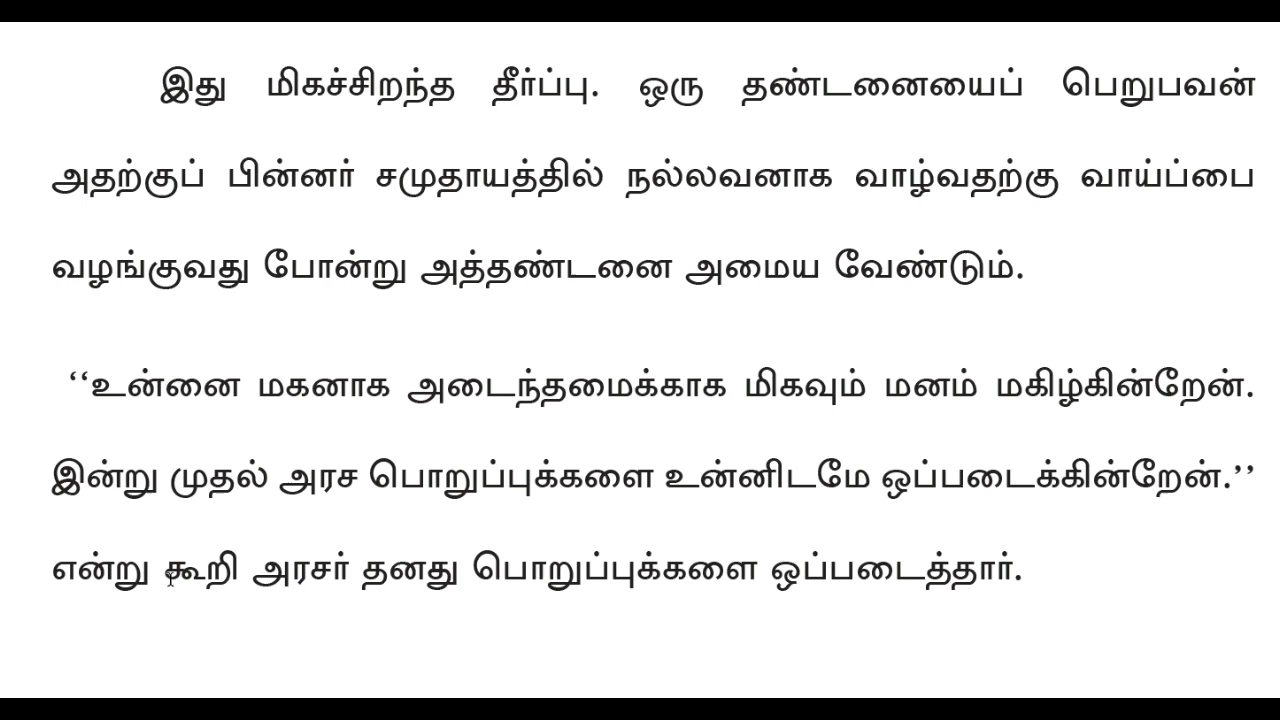 இது மிகச்சிறந்த தீர்ப்பு. ஒரு தண்டனையைப் பெறுபவன்
அதற்குப் பின்னர் சமுதாயத்தில் நல்லவனாக வாழ்வதற்கு வாய்ப்பை
வழங்குவது போன்று அத்தண்டனை அமைய வேண்டும்.
‘‘உன்னை மகனாக அடைந்தமைக்காக மிகவும் மனம் மகிழ்கின்றேன்.
இன்று முதல் அரச பொறுப்புக்களை உன்னிடமே ஒப்படைக்கின்றேன்.’’
என்று கூறி அரசர் தனது பொறுப்புக்களை ஒப்படைத்தார்.